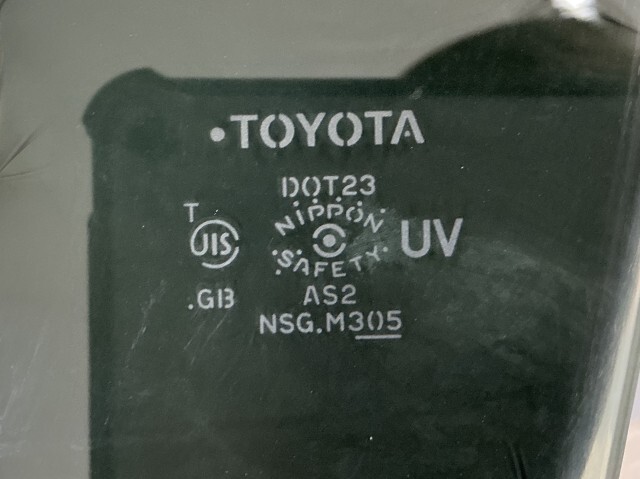 •TOYOTA
DOT23
T
JIS
NIPPON
SAFETY
UV
.GB
AS2
NSG.M305